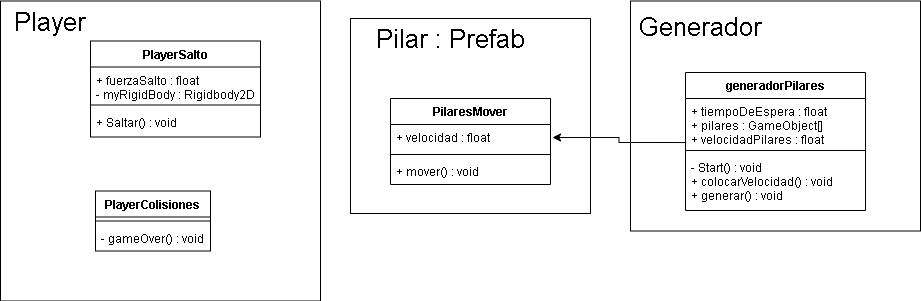 Player
PlayerSalto
+ fuerzaSalto : float
- myRigidBody : Rigidbody2D
+ Saltar() : void
PlayerColisiones
- gameOver() : void
Pilar : Prefab
PilaresMover
+ velocidad : float
+ mover() : void
Generador
generadorPilares
+ tiempoDeEspera : float
+ pilares : GameObject[]
+ velocidadPilares : float
- Start() : void
+ colocarVelocidad() : void
+ generar() : void